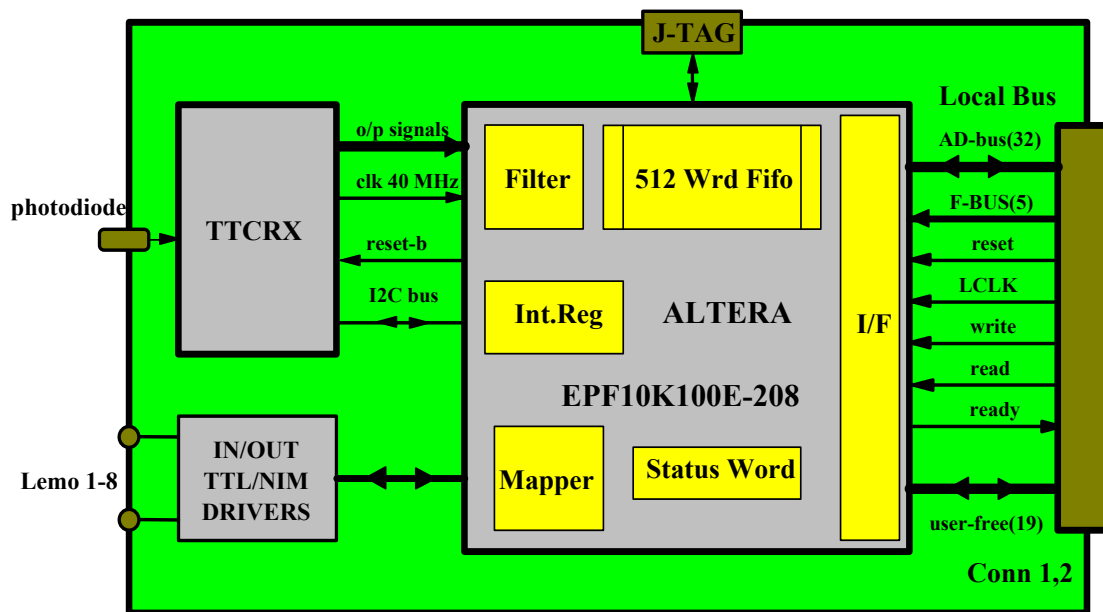 J-TAG
Local Bus
o/p signals
AD-bus(32)
Filter
512 Wrd Fifo
clk 40 MHz
photodiode
F-BUS(5)
TTCRX
reset-b
reset
I2C bus
LCLK
Int.Reg
ALTERA
I/F
write
read
EPF10K100E-208
ready
IN/OUT
TTL/NIM
DRIVERS
Lemo 1-8
Mapper
Status Word
user-free(19)
Conn 1,2